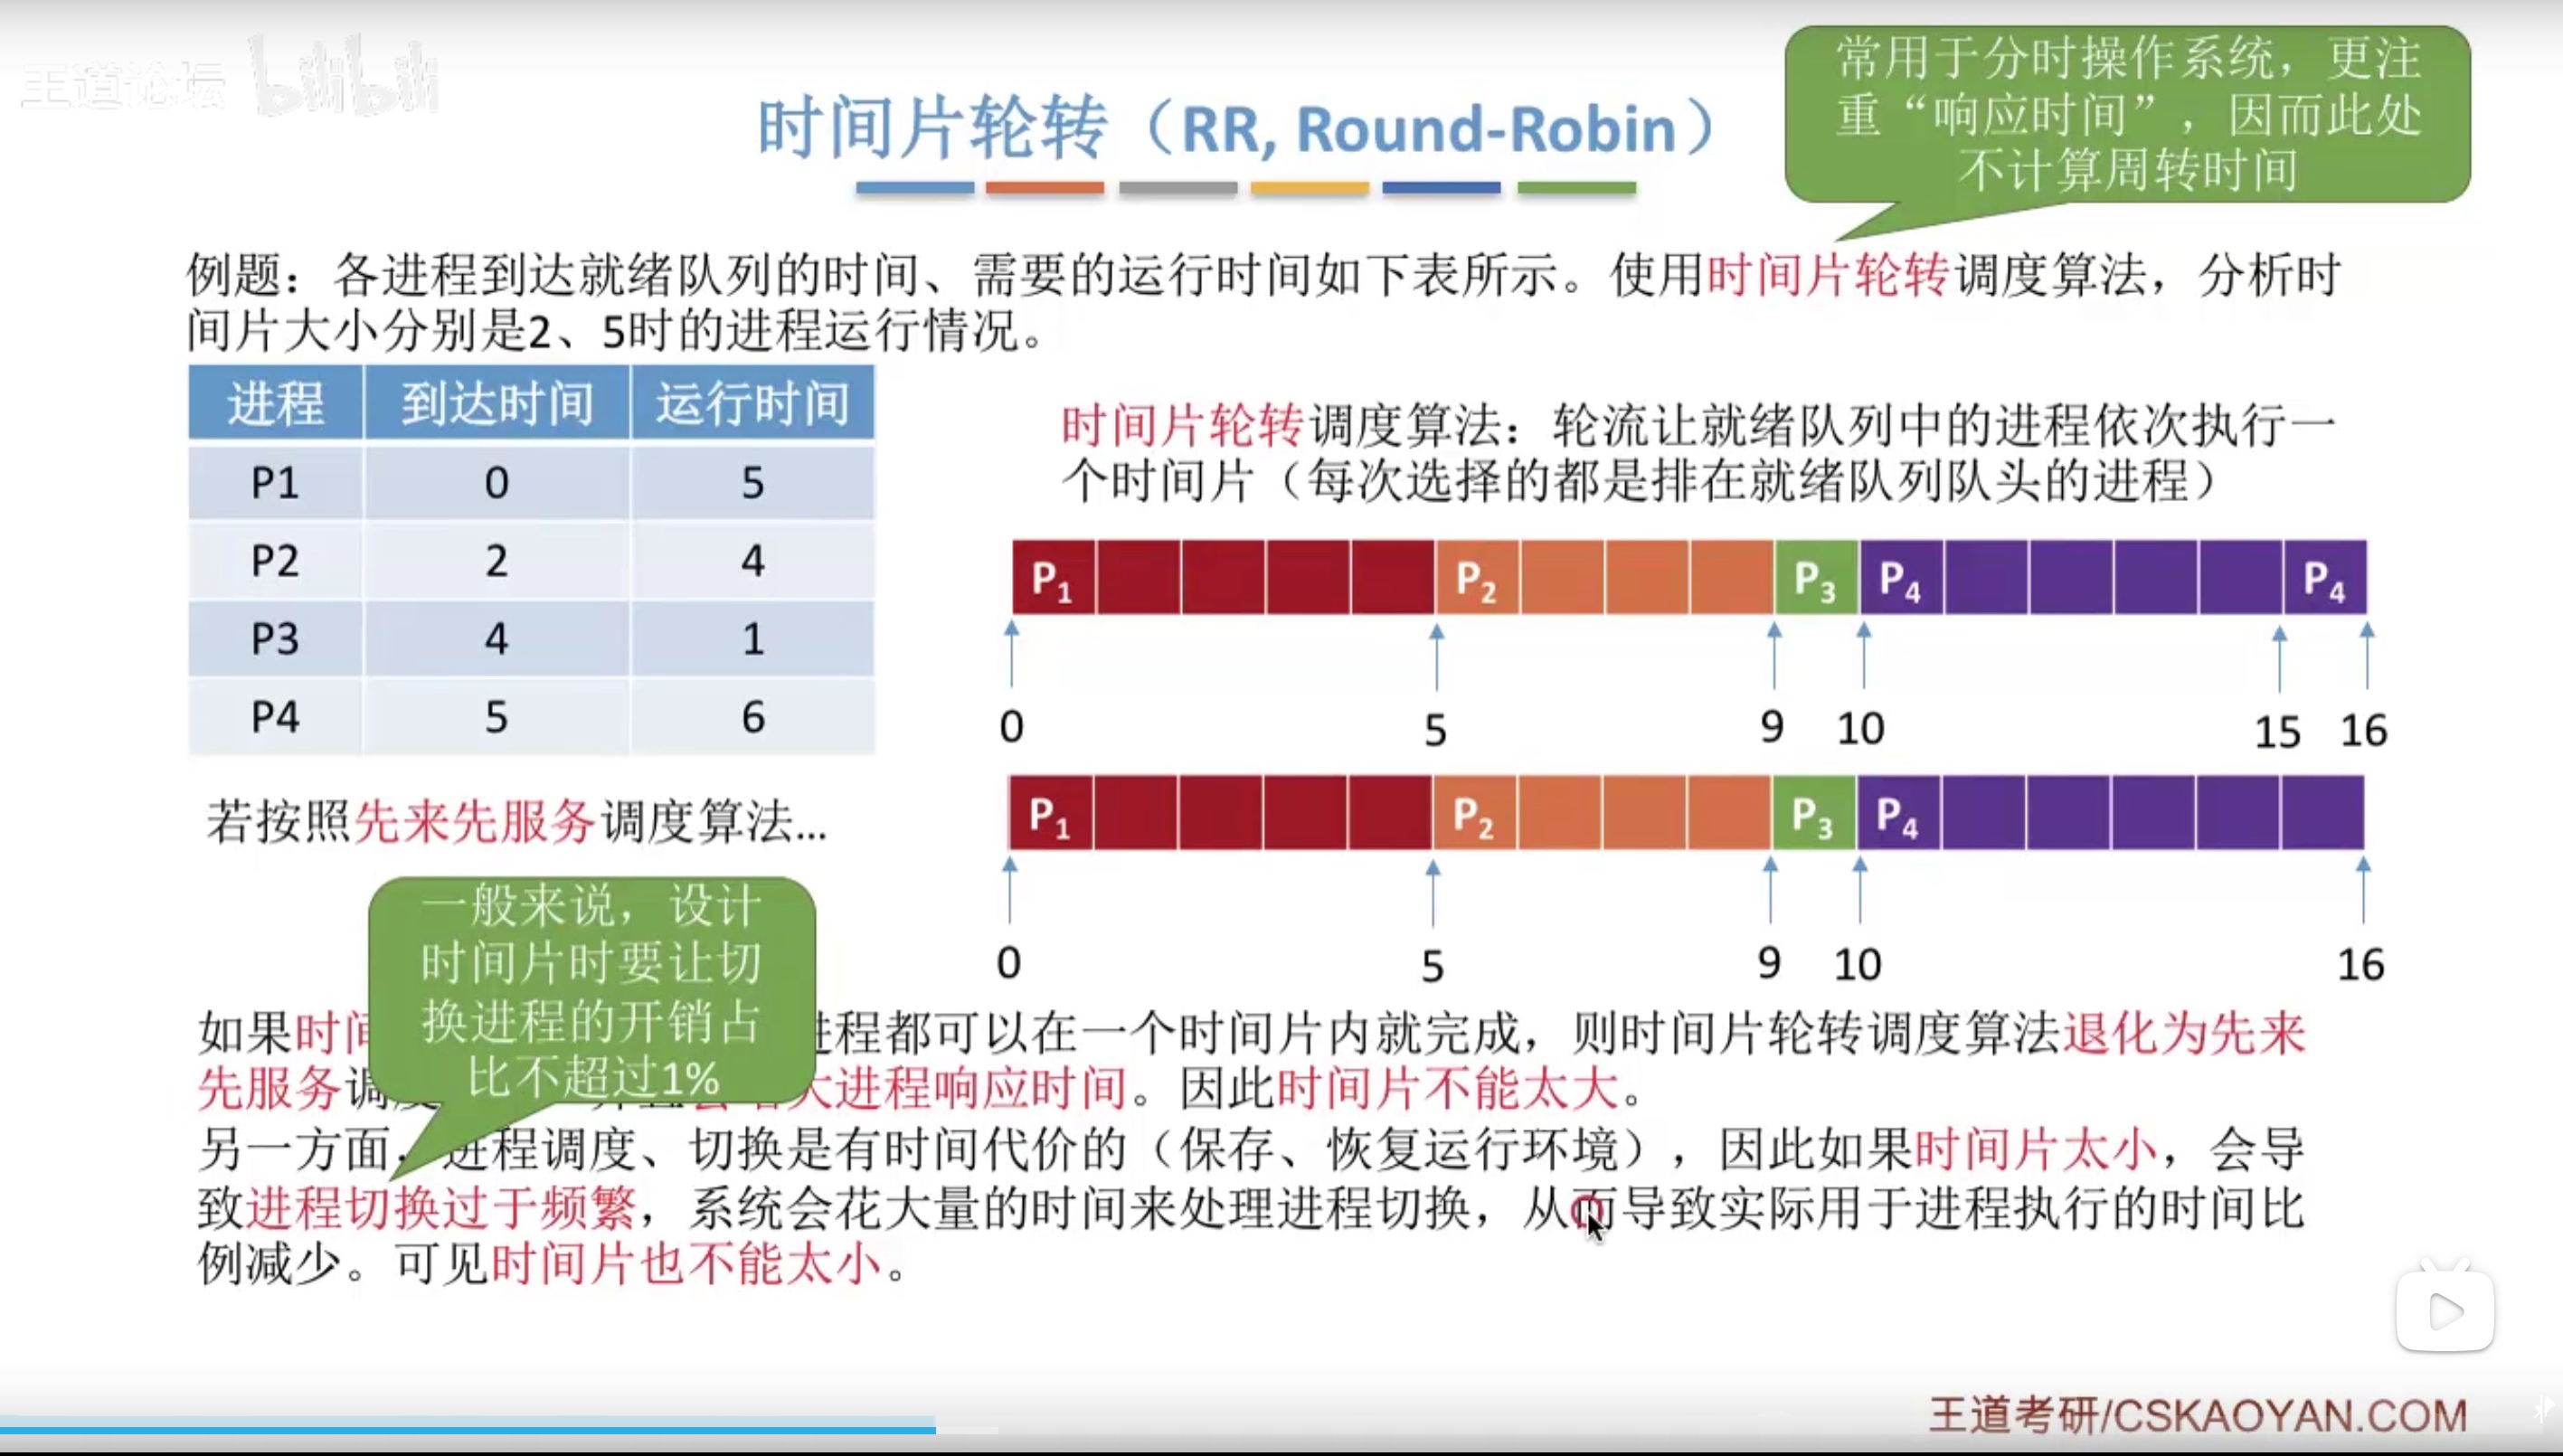 王道论坛 bilibili
常用于分时操作系统，更注
重“响应时间”，因而此处
不计算周转时间
时间片轮转（RR, Round-Robin）
例题：各进程到达就绪队列的时间、需要的运行时间如下表所示。使用时间片轮转调度算法，分析时
间片大小分别是2、5时的进程运行情况。
进程 到达时间 运行时间
P1 0 5
P2 2 4
P3 4 1
P4 5 6
时间片轮转调度算法：轮流让就绪队列中的进程依次执行一
个时间片（每次选择的都是排在就绪队列队头的进程）
P1 P2 P3 P4 P4
0 5 9 10 15 16
若按照先来先服务调度算法...
P1 P2 P3 P4
0 5 9 10 16
一般来说，设计
时间片时要让切
换进程的开销占
比不超过1%
如果时间 进程都可以在一个时间片内就完成，则时间片轮转调度算法退化为先来
先服务调 大进程响应时间。因此时间片不能太大。
另一方面，进程调度、切换是有时间代价的（保存、恢复运行环境），因此如果时间片太小，会导
致进程切换过于频繁，系统会花大量的时间来处理进程切换，从而导致实际用于进程执行的时间比
例减少。可见时间片也不能太小。
王道考研/CSKAOYAN.COM